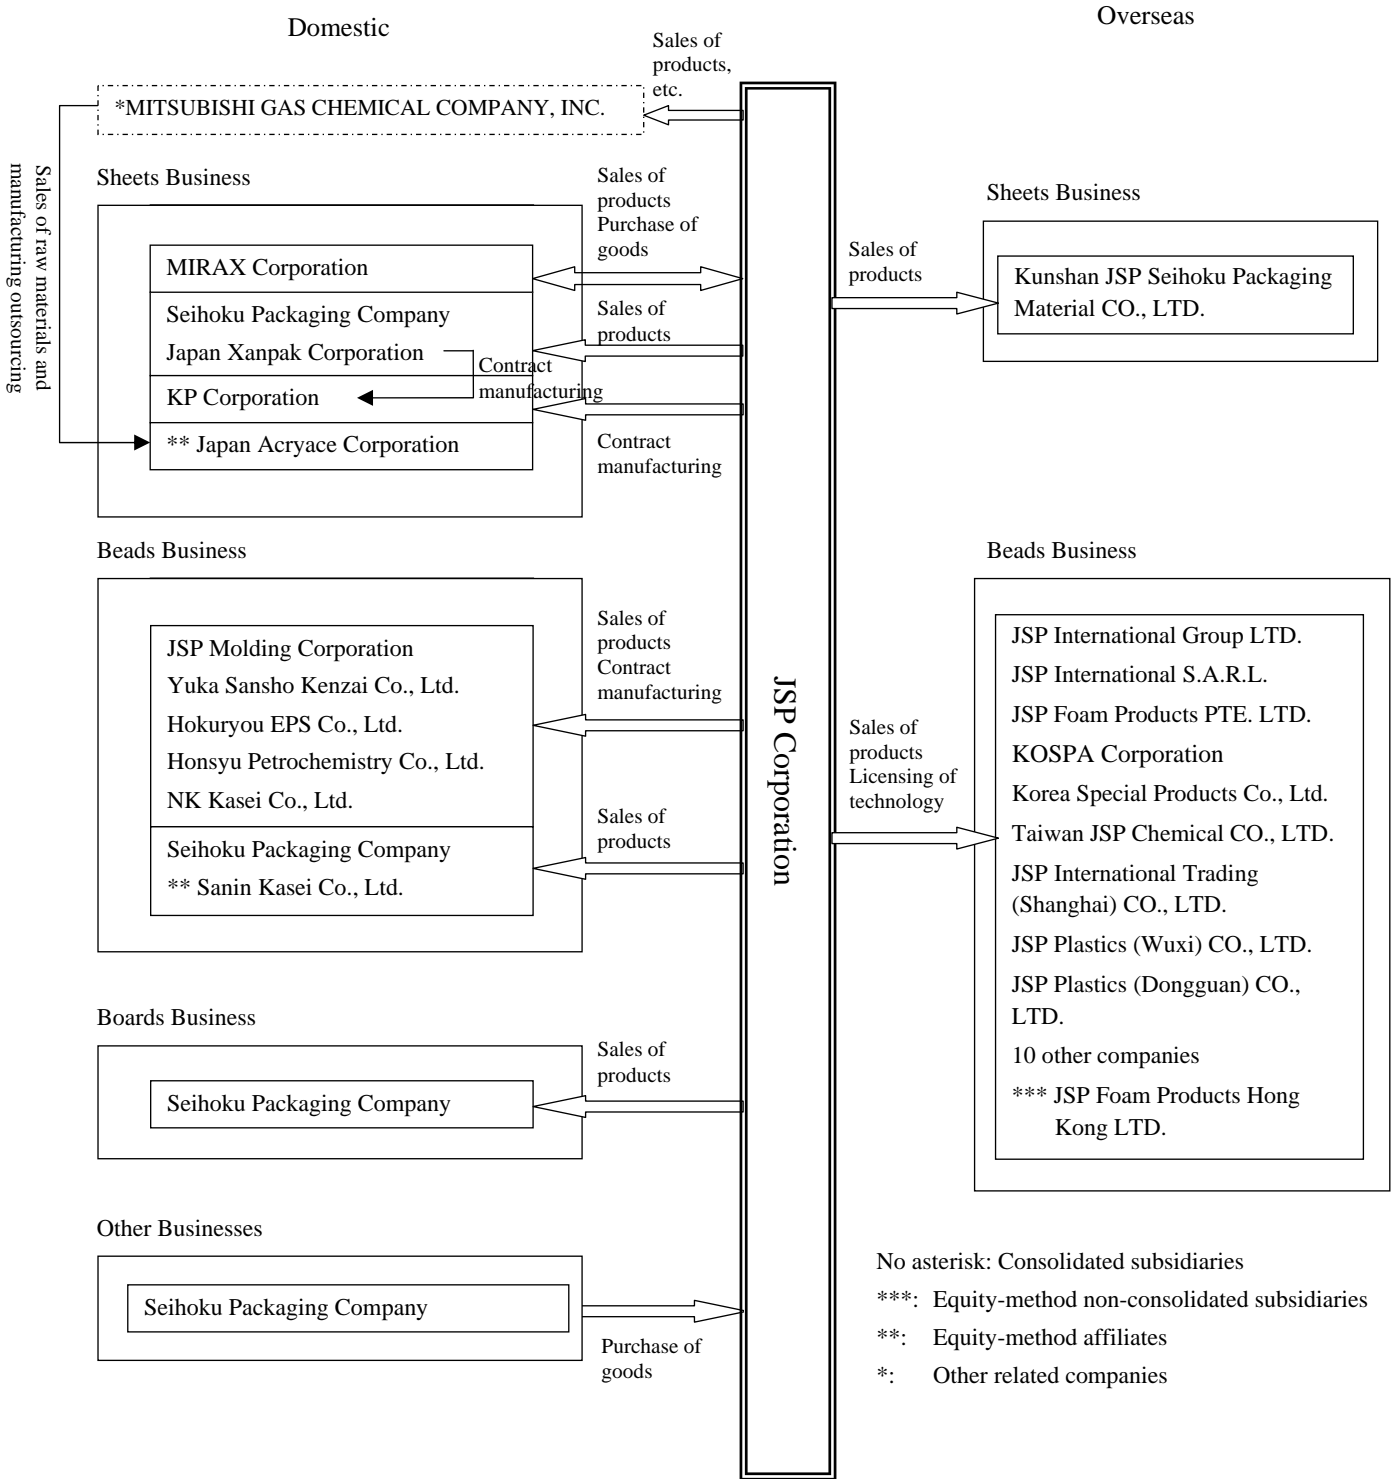 Domestic
Overseas
Sales of
products,
etc.
*MITSUBISHI GAS CHEMICAL COMPANY, INC.
Sales of raw materials and
manufacturing outsourcing
Sheets Business
Sales of
products
Purchase of
goods
MIRAX Corporation
Seihoku Packaging Company
Japan Xanpak Corporation
Sales of
products
Contract
manufacturing
KP Corporation
** Japan Acryace Corporation
Contract
manufacturing
Beads Business
JSP Molding Corporation
Yuka Sansho Kenzai Co., Ltd.
Hokuryou EPS Co., Ltd.
Honsyu Petrochemistry Co., Ltd.
NK Kasei Co., Ltd.
Seihoku Packaging Company
** Sanin Kasei Co., Ltd.
Sales of
products
Contract
manufacturing
Sales of
products
Boards Business
Seihoku Packaging Company
Sales of
products
Other Businesses
Seihoku Packaging Company
Purchase of
goods
JSP Corporation
Sheets Business
Sales of
products
Kunshan JSP Seihoku Packaging
Material CO., LTD.
Beads Business
Sales of
products
Licensing of
technology
JSP International Group LTD.
JSP International S.A.R.L.
JSP Foam Products PTE. LTD.
KOSPA Corporation
Korea Special Products Co., Ltd.
Taiwan JSP Chemical CO., LTD.
JSP International Trading
(Shanghai) CO., LTD.
JSP Plastics (Wuxi) CO., LTD.
JSP Plastics (Dongguan) CO.,
LTD.
10 other companies
*** JSP Foam Products Hong
Kong LTD.
No asterisk: Consolidated subsidiaries
***: Equity-method non-consolidated subsidiaries
**: Equity-method affiliates
*: Other related companies